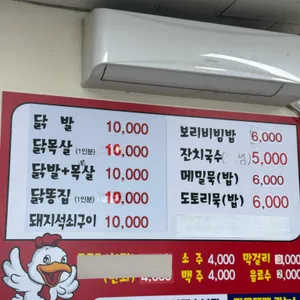 닭 발 10,000
닭목살 (1인분) 10,000
닭발+목살 10,000
닭똥집 (1인분) 10,000
돼지석쇠구이 10,000
보리비빔밥 6,000
잔치국수 5,000
메밀묵(밥) 6,000
도토리묵(밥) 6,000
소 주 4,000
막걸리 3,000
맥 주 4,000
음료수